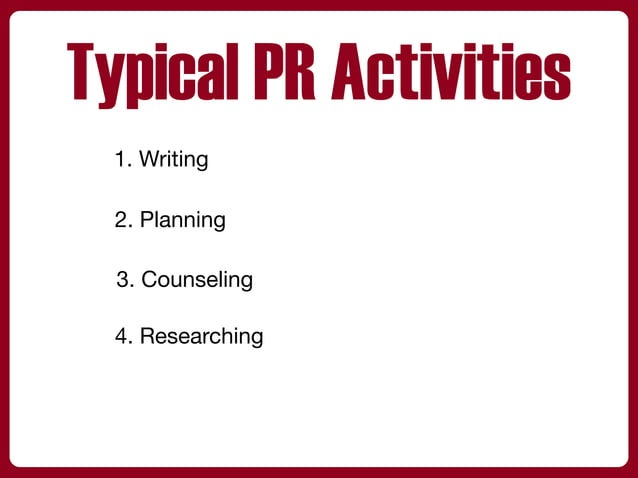 Typical PR Activities
1. Writing
2. Planning
3. Counseling
4. Researching